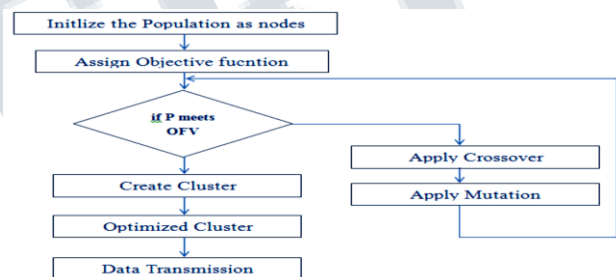 Initlize the Population as nodes
Assign Objective fucntion
if P meets
OFV
Create Cluster
Optimized Cluster
Data Transmission
Apply Crossover
Apply Mutation